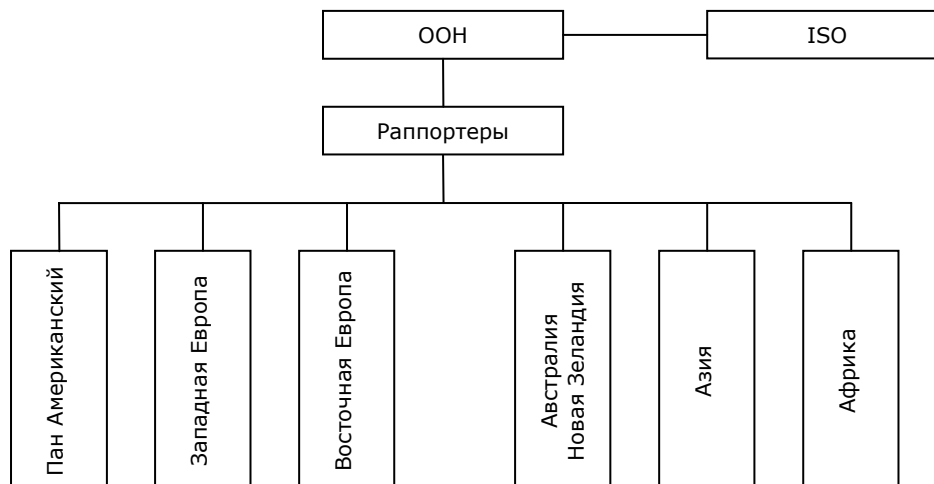 ООН
ISO
Раппортеры
Пан Американский
Западная Европа
Восточная Европа
Австралия
Новая Зеландия
Азия
Африка